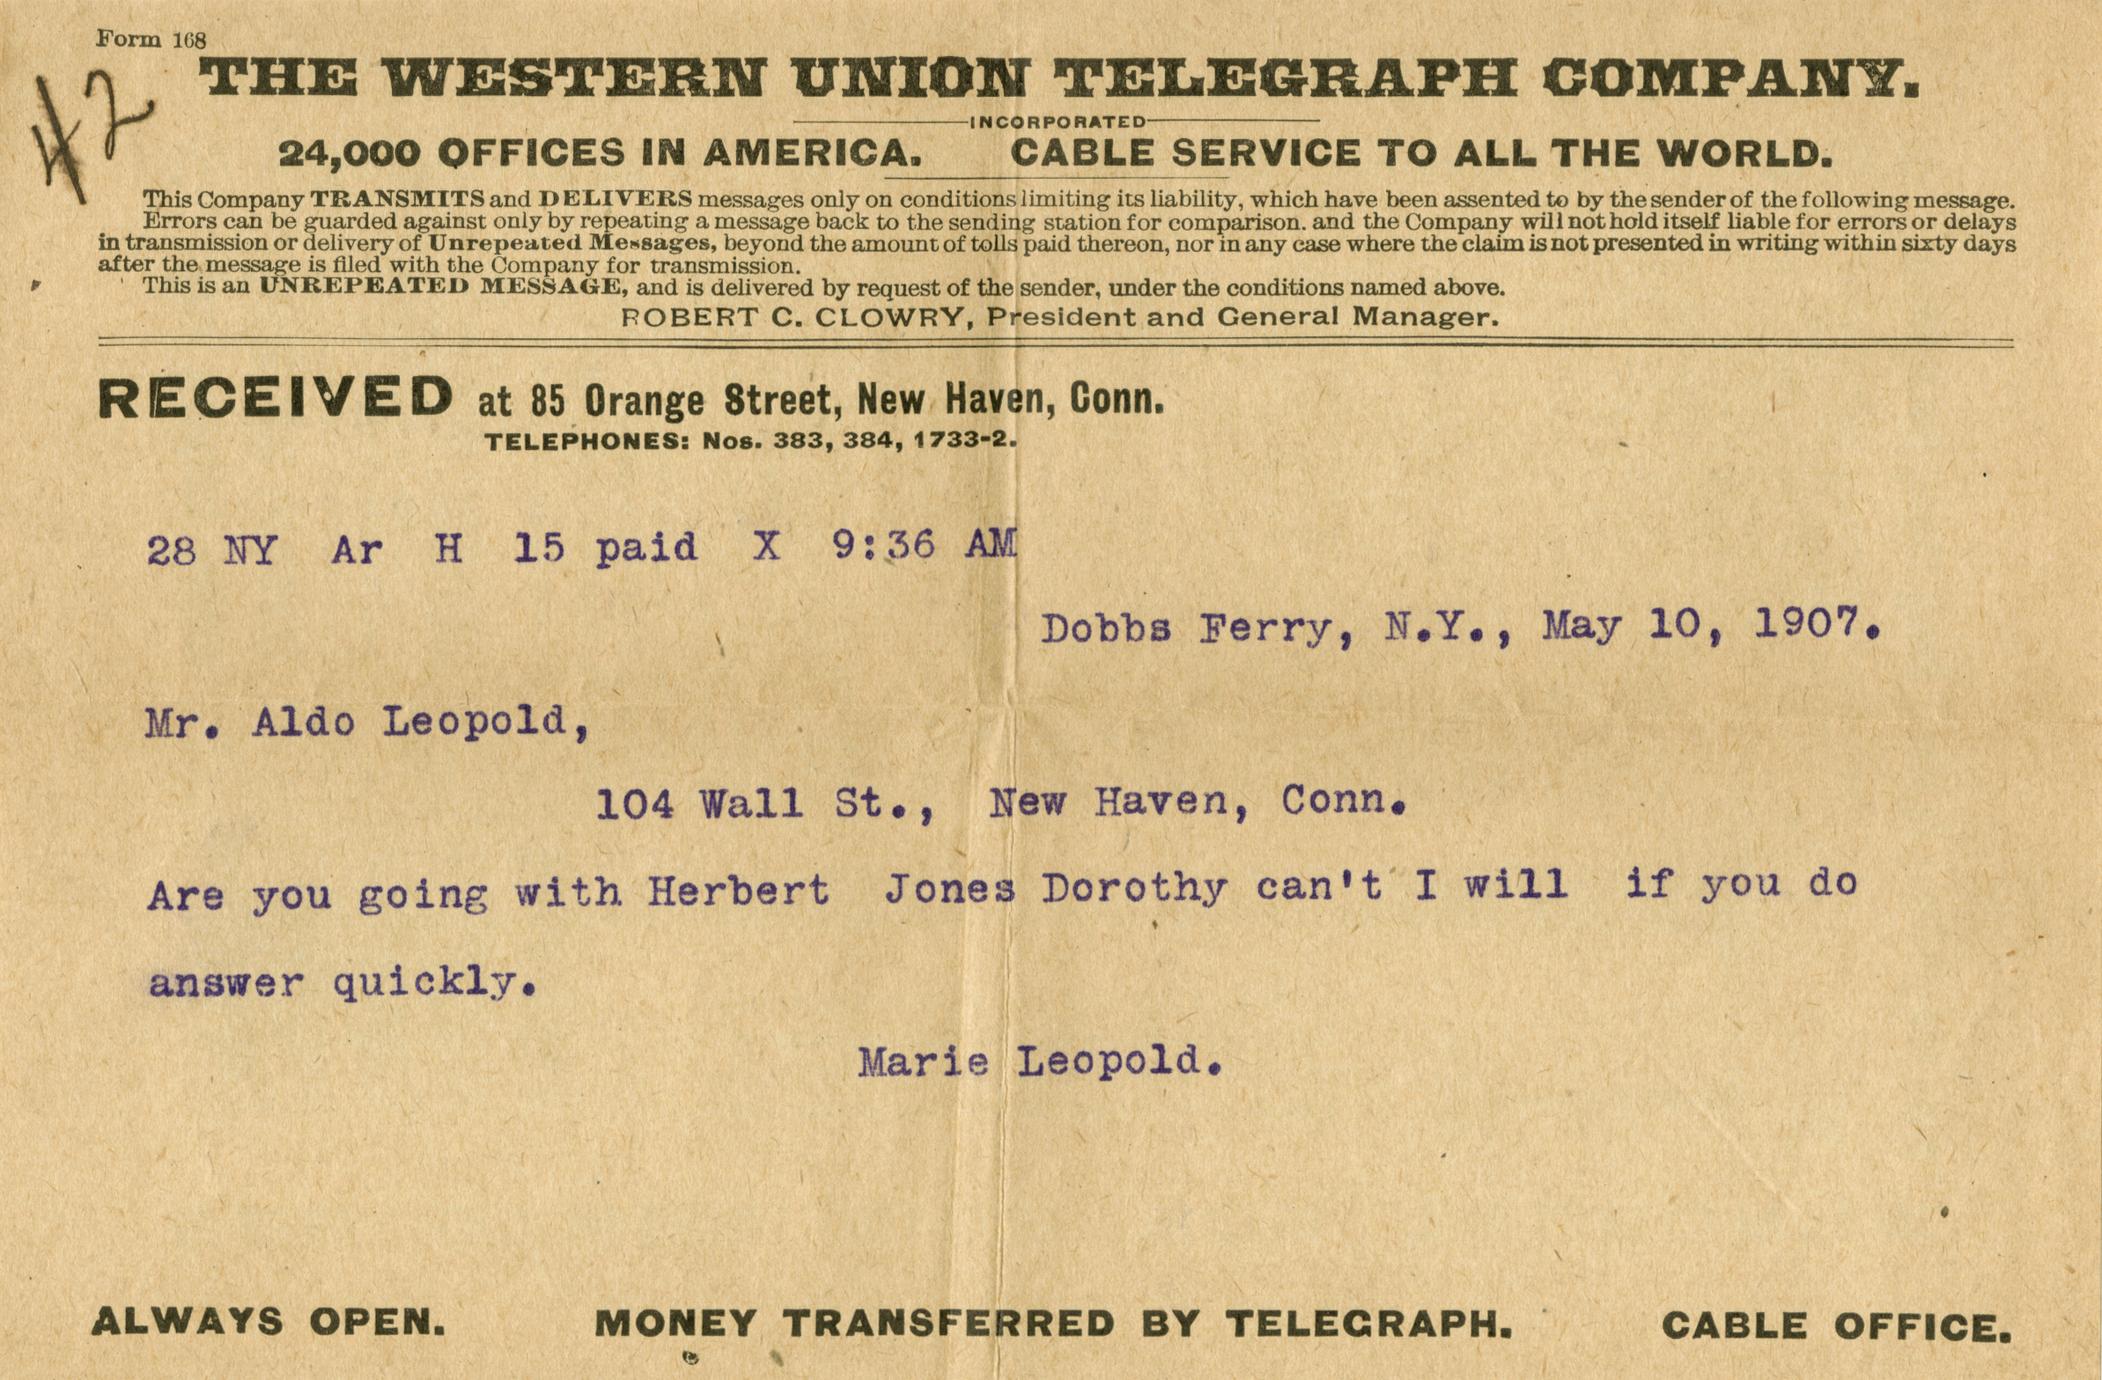 Form 168
42
THE WESTERN UNION TELEGRAPH COMPANY.
INCORPORATED
24,000 OFFICES IN AMERICA. CABLE SERVICE TO ALL THE WORLD.
This Company TRANSMITS and DELIVERS messages only on conditions limiting its liability, which have been assented to by the sender of the following message.
Errors can be guarded against only by repeating a message back to the sending station for comparison. and the Company will not hold itself liable for errors or delays
in transmission or delivery of Unrepeated Messages, beyond the amount of tolls paid thereon, nor in any case where the claim is not presented in writing within sixty days
after the message is filed with the Company for transmission.
This is an UNREPEATED MESSAGE, and is delivered by request of the sender, under the conditions named above.
ROBERT C. CLOWRY, President and General Manager.
RECEIVED at 85 Orange Street, New Haven, Conn.
TELEPHONES: Nos. 383, 384, 1733-2.
28 NY Ar H 15 paid X 9:36 AM
Dobbs Ferry, N.Y., May 10, 1907.
Mr. Aldo Leopold,
104 Wall St., New Haven, Conn.
Are you going with Herbert Jones Dorothy can't I will if you do
answer quickly.
Marie Leopold.
ALWAYS OPEN. MONEY TRANSFERRED BY TELEGRAPH. CABLE OFFICE.